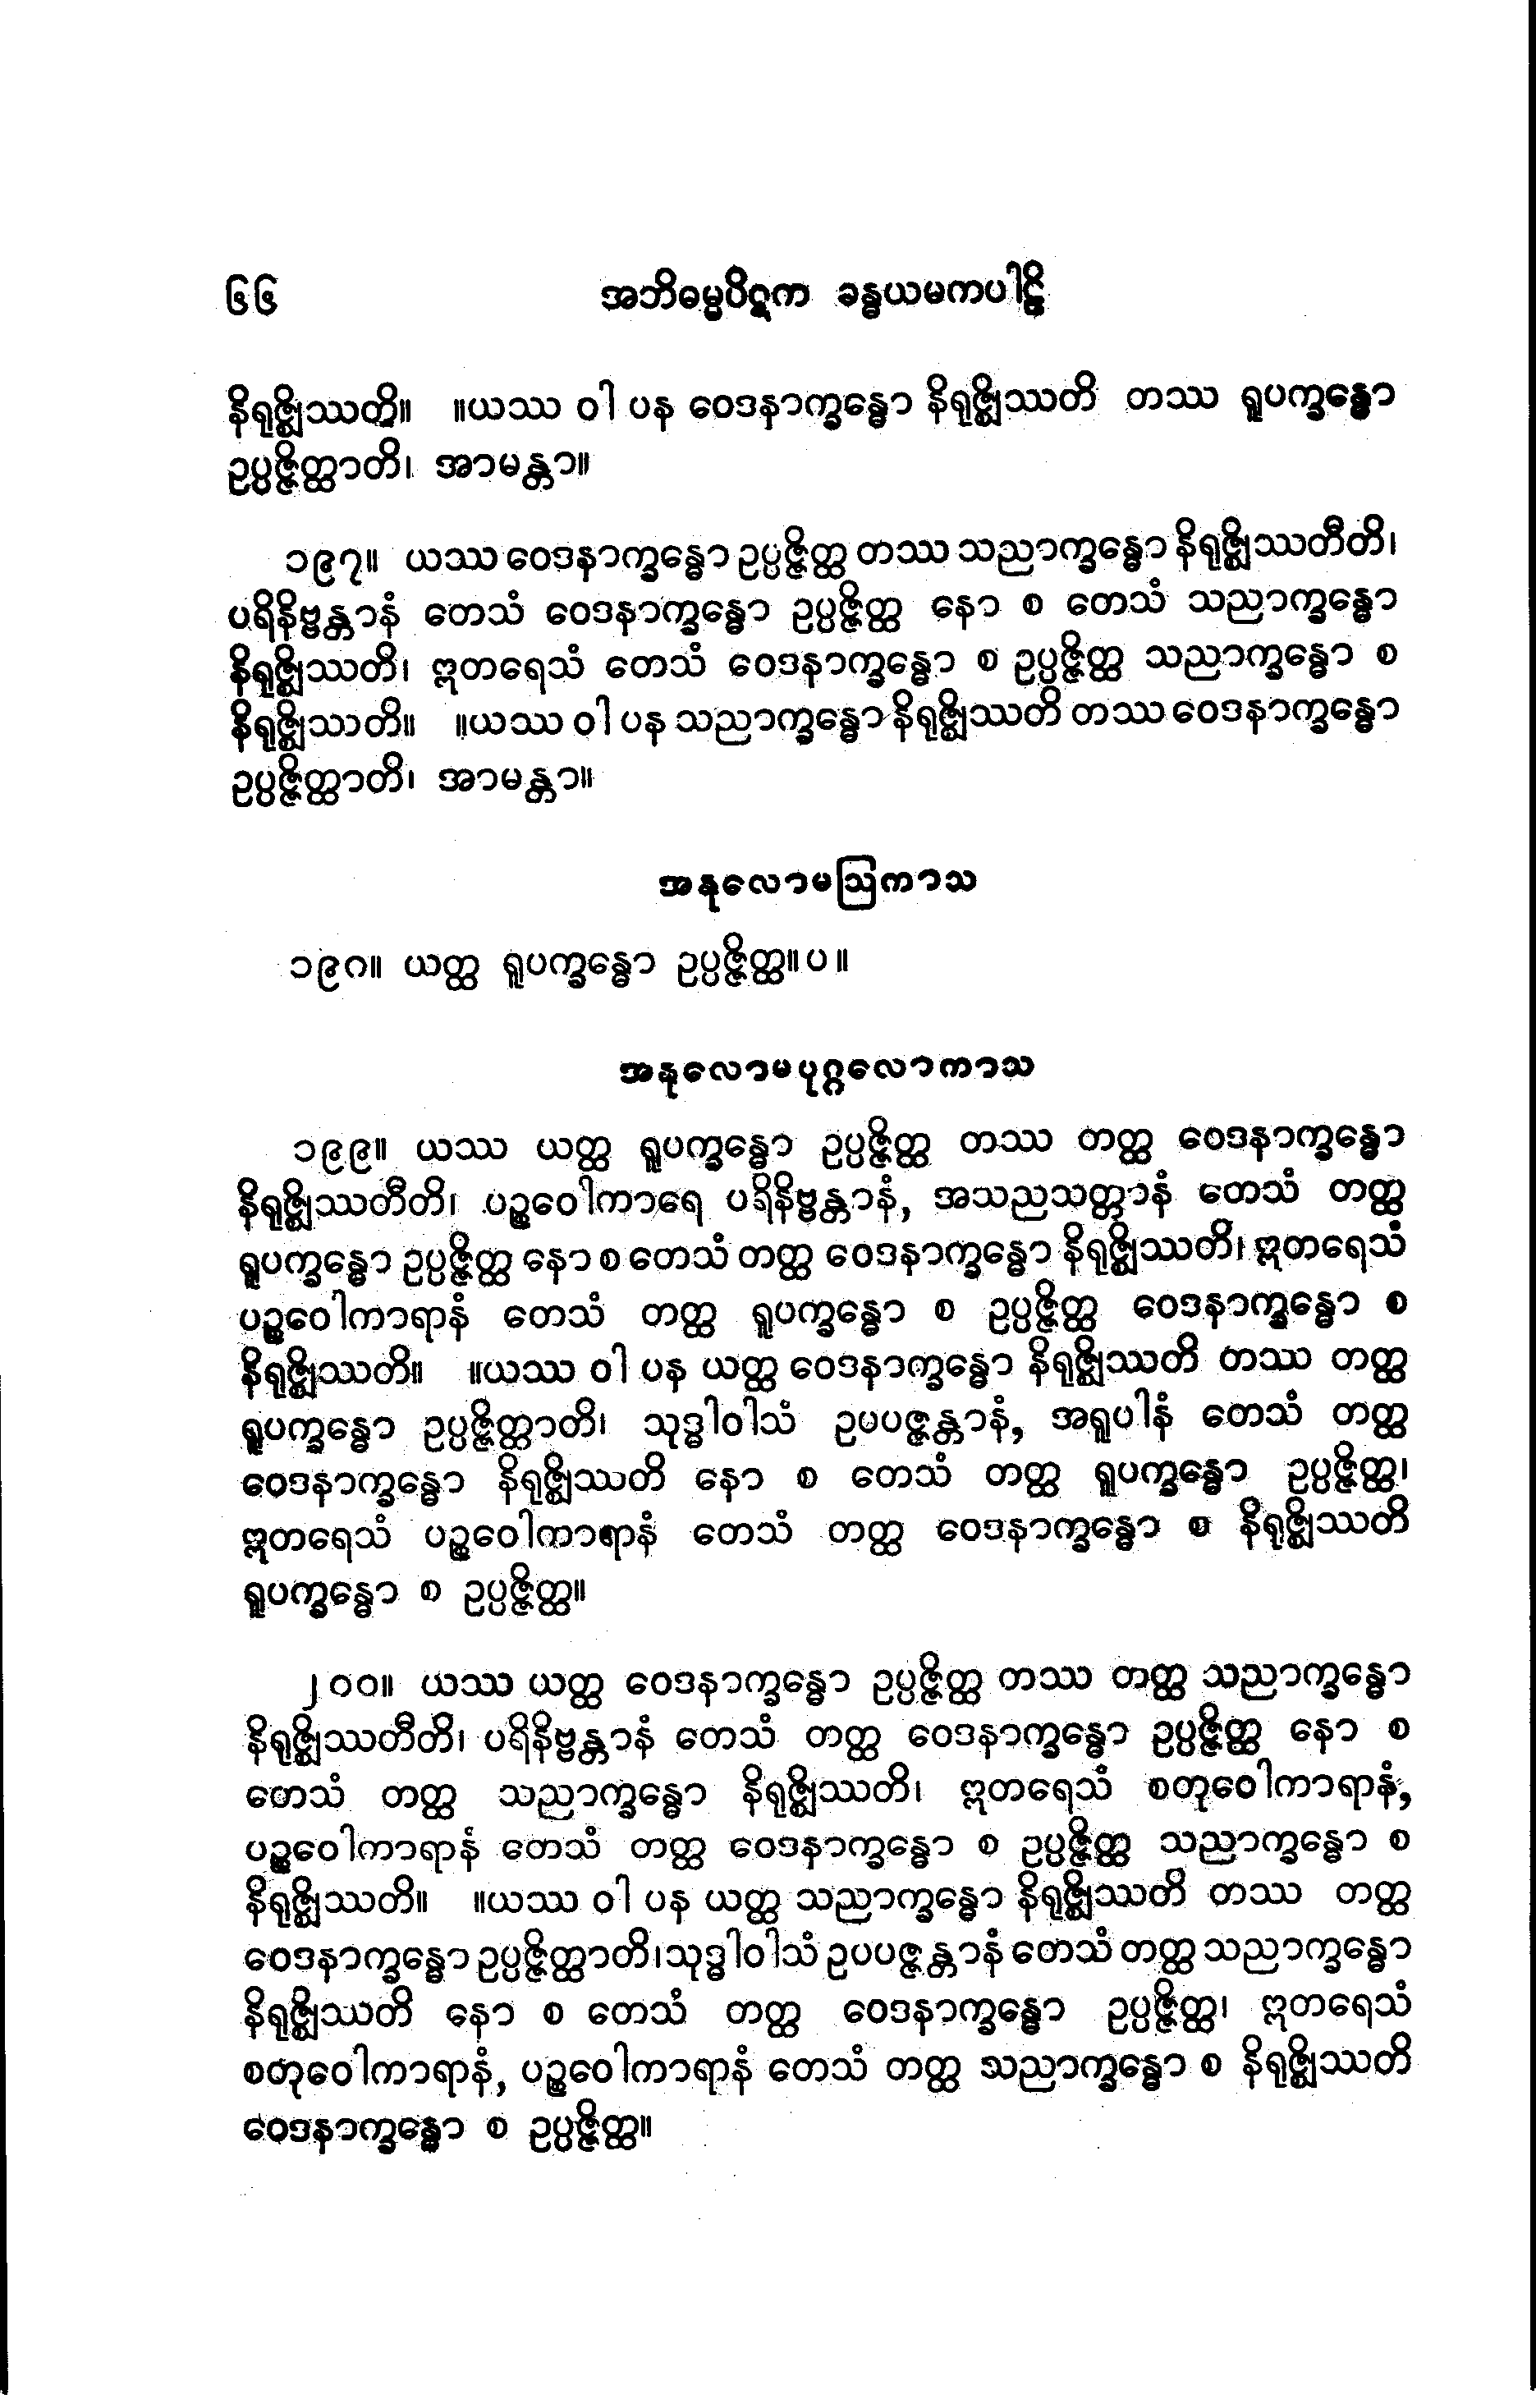 ၆၆ အဘိဓမ္မပိဋက ခန္ဓယမကပါဠိ
နိရုဇ္ဈိဿတိ။ ။ယဿ ဝါ ပန ဝေဒနာက္ခန္ဓော နိရုဇ္ဈိဿတိ တဿ ရူပက္ခန္ဓော
ဥပ္ပဇ္ဇိတ္ထာတိ၊ အာမန္တာ။
၁၉၇။ ယဿ ဝေဒနာက္ခန္ဓော ဥပ္ပဇ္ဇိတ္ထ တဿ သညာက္ခန္ဓော နိရုဇ္ဈိဿတီတိ၊
ပရိနိဗ္ဗန္တာနံ တေသံ ဝေဒနာက္ခန္ဓော ဥပ္ပဇ္ဇိတ္ထ နော စ တေသံ သညာက္ခန္ဓော
နိရုဇ္ဈိဿတိ၊ ဣတရေသံ တေသံ ဝေဒနာက္ခန္ဓော စ ဥပ္ပဇ္ဇိတ္ထ သညာက္ခန္ဓော စ
နိရုဇ္ဈိဿတိ။ ။ယဿ ဝါ ပန သညာက္ခန္ဓော နိရုဇ္ဈိဿတိ တဿ ဝေဒနာက္ခန္ဓော
ဥပ္ပဇ္ဇိတ္ထာတိ၊ အာမန္တာ။
အနုလောမဩကာသ
၁၉၈။ ယတ္ထ ရူပက္ခန္ဓော ဥပ္ပဇ္ဇိတ္ထ။ပ။
အနုလောမပုဂ္ဂလောကာသ
၁၉၉။ ယဿ ယတ္ထ ရူပက္ခန္ဓော ဥပ္ပဇ္ဇိတ္ထ တဿ တတ္ထ ဝေဒနာက္ခန္ဓော
နိရုဇ္ဈိဿတီတိ၊ ပဉ္စဝေါကာရေ ပရိနိဗ္ဗန္တာနံ, အသညသတ္တာနံ တေသံ တတ္ထ
ရူပက္ခန္ဓော ဥပ္ပဇ္ဇိတ္ထ နော စ တေသံ တတ္ထ ဝေဒနာက္ခန္ဓော နိရုဇ္ဈိဿတိ၊ ဣတရေသံ
ပဉ္စဝေါကာရာနံ တေသံ တတ္ထ ရူပက္ခန္ဓော စ ဥပ္ပဇ္ဇိတ္ထ ဝေဒနာက္ခန္ဓော စ
နိရုဇ္ဈိဿတိ။ ။ယဿ ဝါ ပန ယတ္ထ ဝေဒနာက္ခန္ဓော နိရုဇ္ဈိဿတိ တဿ တတ္ထ
ရူပက္ခန္ဓော ဥပ္ပဇ္ဇိတ္ထာတိ၊ သုဒ္ဓါဝါသံ ဥပပဇ္ဇန္တာနံ, အရူပါနံ တေသံ တတ္ထ
ဝေဒနာက္ခန္ဓော နိရုဇ္ဈိဿတိ နော စ တေသံ တတ္ထ ရူပက္ခန္ဓော ဥပ္ပဇ္ဇိတ္ထ၊
ဣတရေသံ ပဉ္စဝေါကာရာနံ တေသံ တတ္ထ ဝေဒနာက္ခန္ဓော စ နိရုဇ္ဈိဿတိ
ရူပက္ခန္ဓော စ ဥပ္ပဇ္ဇိတ္ထ။
၂၀၀။ ယဿ ယတ္ထ ဝေဒနာက္ခန္ဓော ဥပ္ပဇ္ဇိတ္ထ တဿ တတ္ထ သညာက္ခန္ဓော
နိရုဇ္ဈိဿတီတိ၊ ပရိနိဗ္ဗန္တာနံ တေသံ တတ္ထ ဝေဒနာက္ခန္ဓော ဥပ္ပဇ္ဇိတ္ထ နော စ
တေသံ တတ္ထ သညာက္ခန္ဓော နိရုဇ္ဈိဿတိ၊ ဣတရေသံ စတုဝေါကာရာနံ,
ပဉ္စဝေါကာရာနံ တေသံ တတ္ထ ဝေဒနာက္ခန္ဓော စ ဥပ္ပဇ္ဇိတ္ထ သညာက္ခန္ဓော စ
နိရုဇ္ဈိဿတိ။ ။ယဿ ဝါ ပန ယတ္ထ သညာက္ခန္ဓော နိရုဇ္ဈိဿတိ တဿ တတ္ထ
ဝေဒနာက္ခန္ဓော ဥပ္ပဇ္ဇိတ္ထာတိ၊သုဒ္ဓါဝါသံ ဥပပဇ္ဇန္တာနံ တေသံ တတ္ထ သညာက္ခန္ဓော
နိရုဇ္ဈိဿတိ နော စ တေသံ တတ္ထ ဝေဒနာက္ခန္ဓော ဥပ္ပဇ္ဇိတ္ထ၊ ဣတရေသံ
စတုဝေါကာရာနံ, ပဉ္စဝေါကာရာနံ တေသံ တတ္ထ သညာက္ခန္ဓော စ နိရုဇ္ဈိဿတိ
ဝေဒနာက္ခန္ဓော စ ဥပ္ပဇ္ဇိတ္ထ။